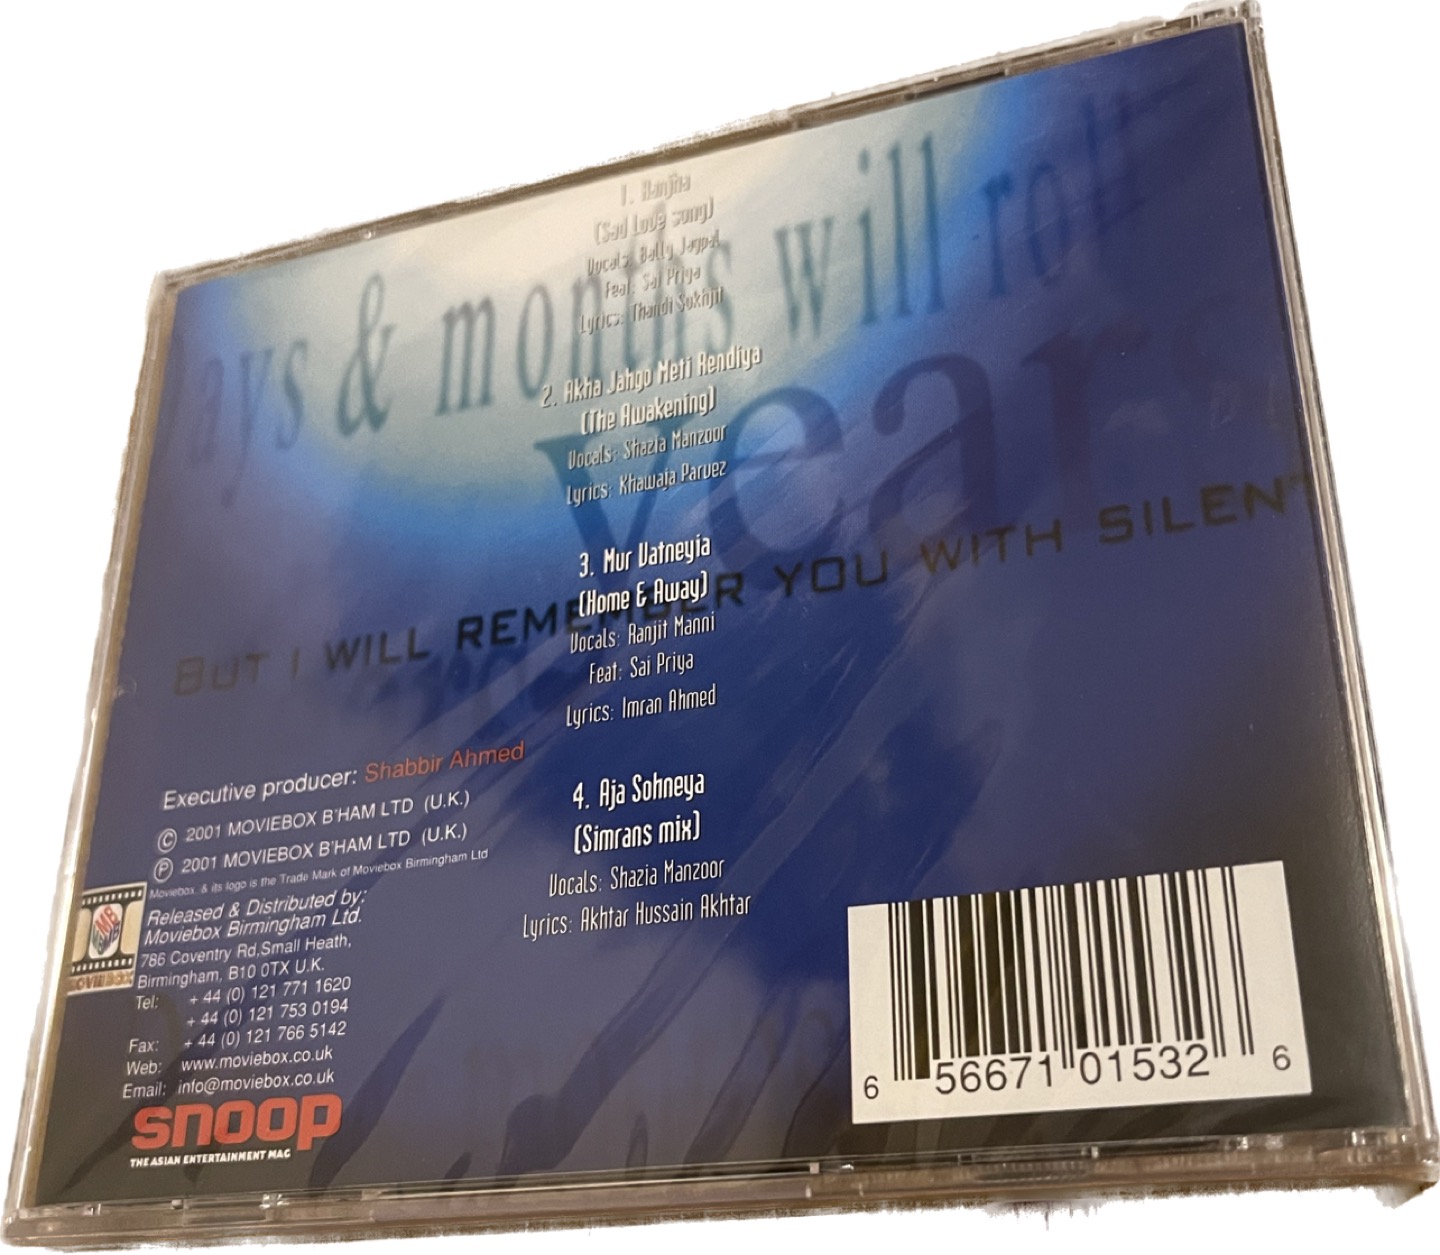 1. Ranjha
(Sad Love song)
Vocals: Bally Jagpal
Feat: Sai Priya
Lyrics: Thandi Sukhjit
ays & months will roll
2. Akha Jahgo Meti Rendiya
(The Awakening)
Vocals: Shazia Manzoor
Lyrics: Khawaja Parvez
Year
3. Mur Vatneyia
(Home & Away)
BUT I WILL REMEMBER YOU WITH SILENT
Vocals: Ranjit Manni
Feat: Sai Priya
Lyrics: Imran Ahmed
4. Aja Sohneya
(Simrans mix)
Vocals: Shazia Manzoor
Lyrics: Akhtar Hussain Akhtar
Executive producer: Shabbir Ahmed
© 2001 MOVIEBOX B'HAM LTD (U.K.)
℗ 2001 MOVIEBOX B'HAM LTD (U.K.)
Moviebox. & its logo is the Trade Mark of Moviebox Birmingham Ltd
Released & Distributed by:
Moviebox Birmingham Ltd.
786 Coventry Rd,Small Heath,
Birmingham, B10 0TX U.K.
Tel: + 44 (0) 121 771 1620
+ 44 (0) 121 753 0194
Fax: + 44 (0) 121 766 5142
Web: www.moviebox.co.uk
Email: info@moviebox.co.uk
MOVIEBOX
snoop
THE ASIAN ENTERTAINMENT MAG
6 56671 01532 6